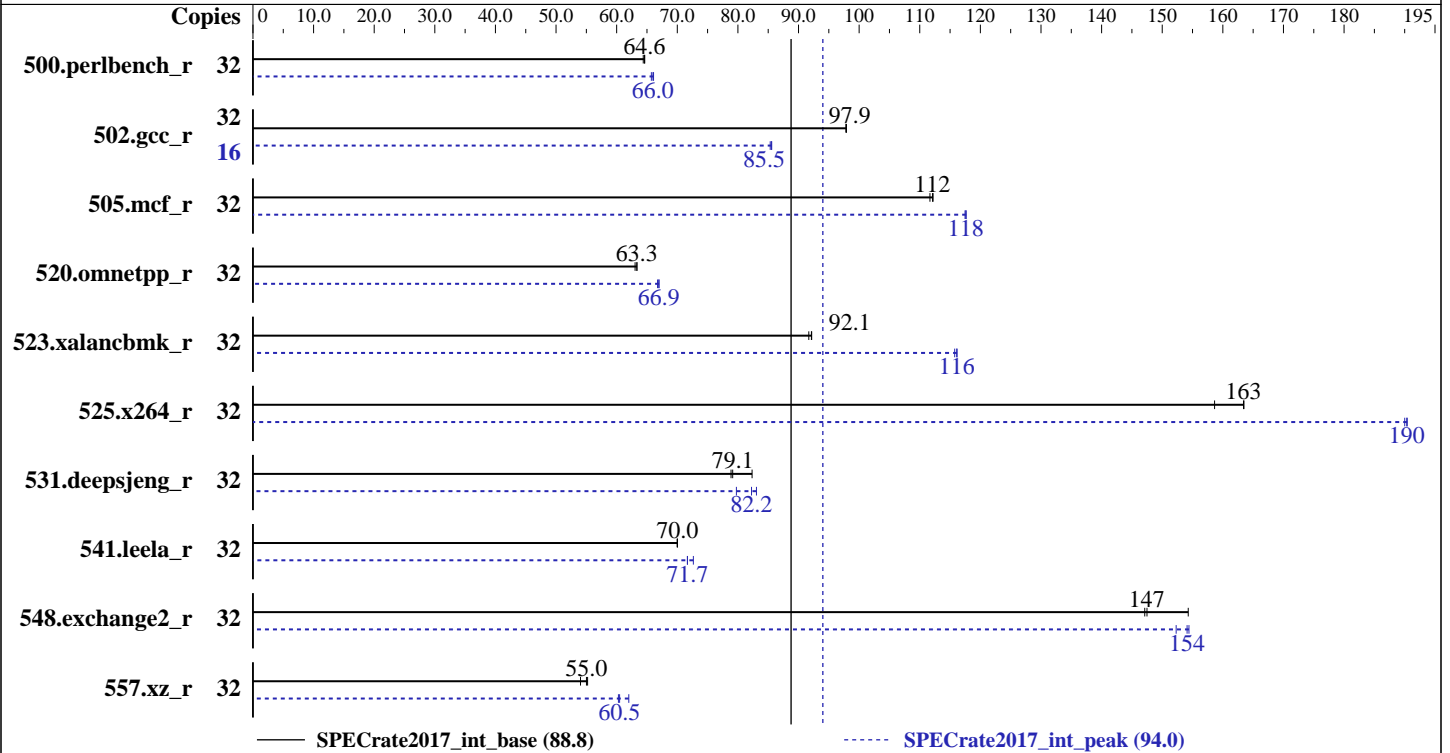 Copies 0 10.0 20.0 30.0 40.0 50.0 60.0 70.0 80.0 90.0 100 110 120 130 140 150 160 170 180 195
500.perlbench_r 32 64.6
66.0
32 97.9
502.gcc_r
16 85.5
505.mcf_r 32 112
118
520.omnetpp_r 32 63.3
66.9
523.xalancbmk_r 32 92.1
116
525.x264_r 32 163
190
531.deepsjeng_r 32 79.1
82.2
541.leela_r 32 70.0
71.7
548.exchange2_r 32 147
154
557.xz_r 32 55.0
60.5
SPECrate2017_int_base (88.8) SPECrate2017_int_peak (94.0)